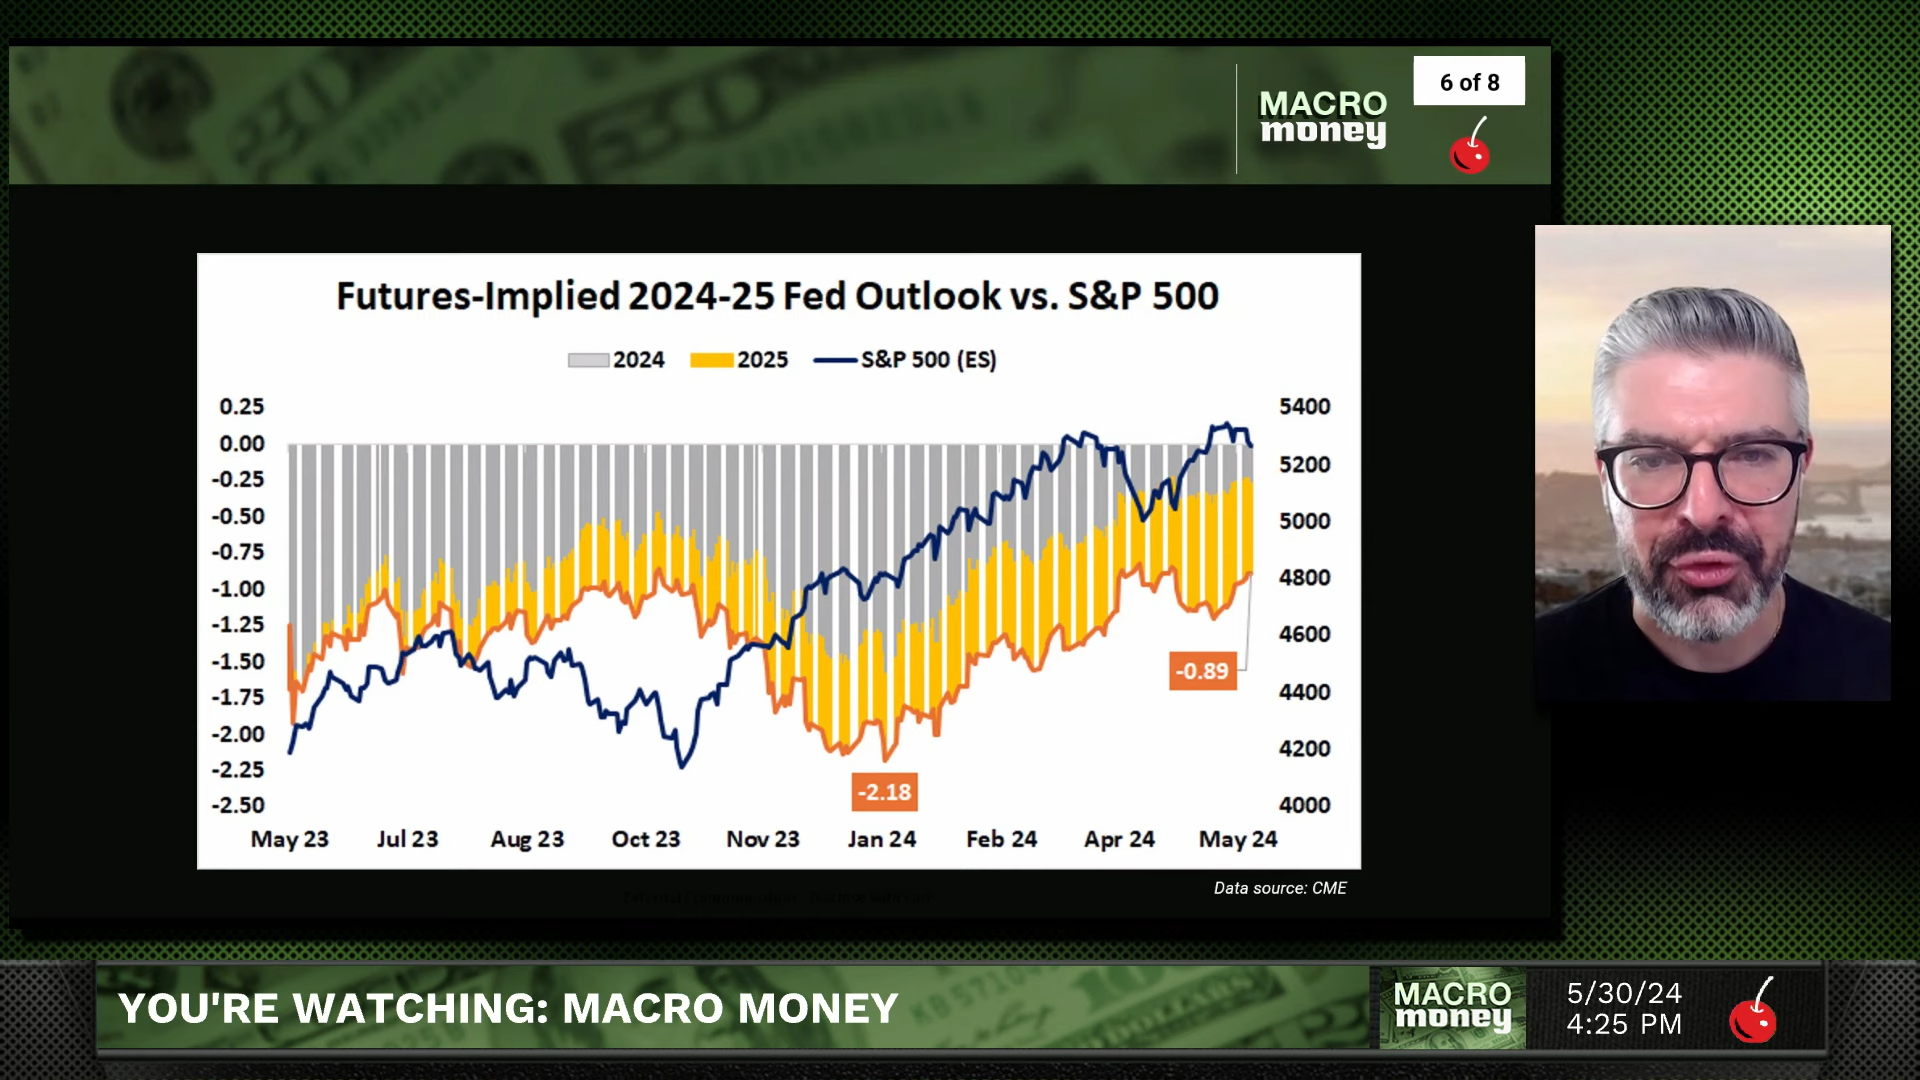 MACRO
money
6 of 8
Futures-Implied 2024-25 Fed Outlook vs. S&P 500
2024 2025 S&P 500 (ES)
0.25 5400
0.00
-0.25 5200
-0.50 5000
-0.75
-1.00 4800
-1.25 4600
-1.50
-0.89
-1.75 4400
-2.00 4200
-2.25
-2.18
-2.50 4000
May 23 Jul 23 Aug 23 Oct 23 Nov 23 Jan 24 Feb 24 Apr 24 May 24
Data source: CME
YOU'RE WATCHING: MACRO MONEY
MACRO
money
5/30/24
4:25 PM